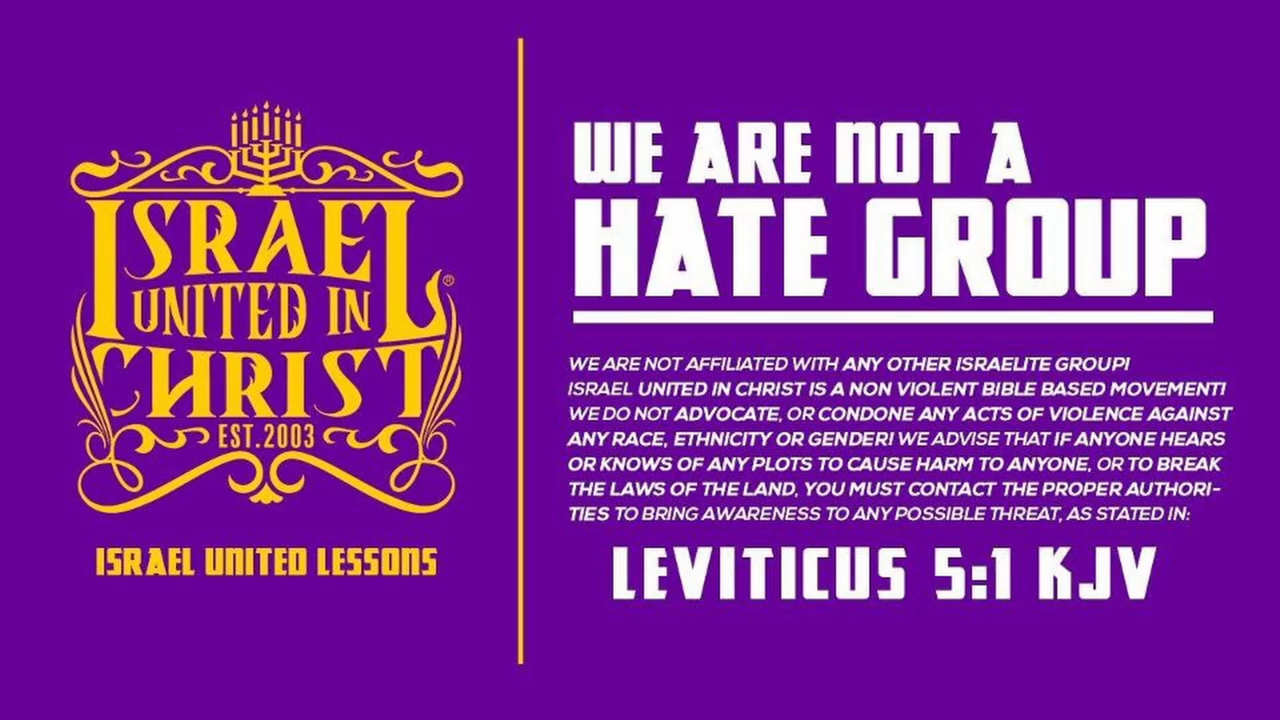 ISRAEL
UNITED IN
CHRIST
®
EST.2003
ISRAEL UNITED LESSONS
WE ARE NOT A
HATE GROUP
WE ARE NOT AFFILIATED WITH ANY OTHER ISRAELITE GROUP!
ISRAEL UNITED IN CHRIST IS A NON VIOLENT BIBLE BASED MOVEMENT!
WE DO NOT ADVOCATE, OR CONDONE ANY ACTS OF VIOLENCE AGAINST
ANY RACE, ETHNICITY OR GENDER! WE ADVISE THAT IF ANYONE HEARS
OR KNOWS OF ANY PLOTS TO CAUSE HARM TO ANYONE, OR TO BREAK
THE LAWS OF THE LAND, YOU MUST CONTACT THE PROPER AUTHORI-
TIES TO BRING AWARENESS TO ANY POSSIBLE THREAT, AS STATED IN:
LEVITICUS 5:1 KJV